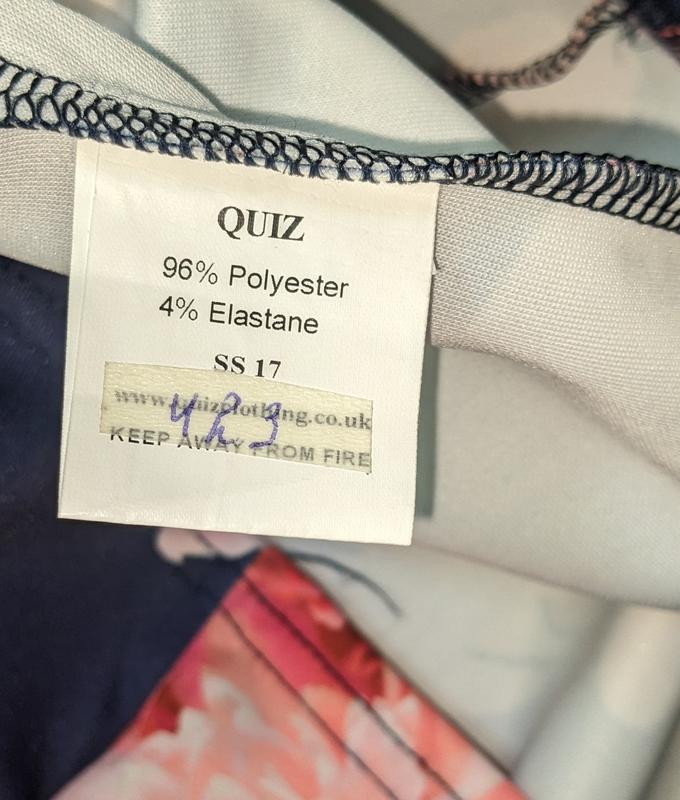 QUIZ
96% Polyester
4% Elastane
SS 17
www.quizclothing.co.uk
423
KEEP AWAY FROM FIRE